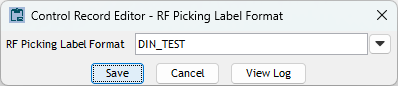 Control Record Editor - RF Picking Label Format
RF Picking Label Format DIN_TEST
Save Cancel View Log